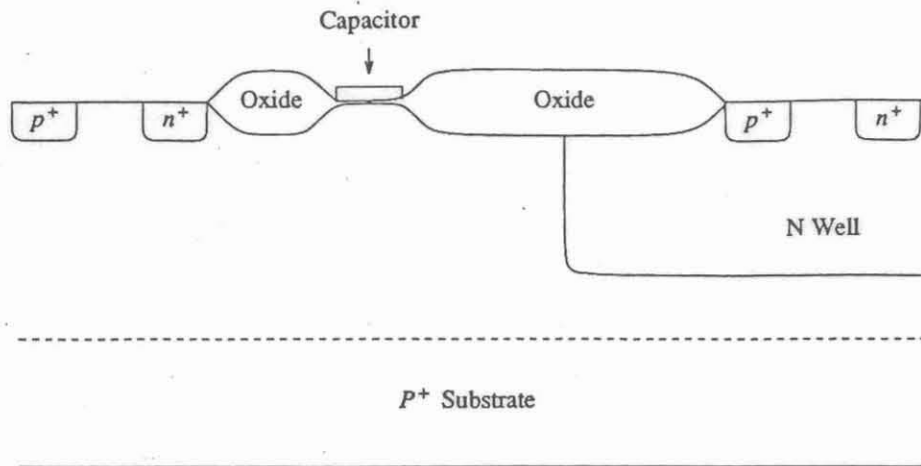 Capacitor
Oxide
Oxide
p+
n+
p+
n+
N Well
P+ Substrate